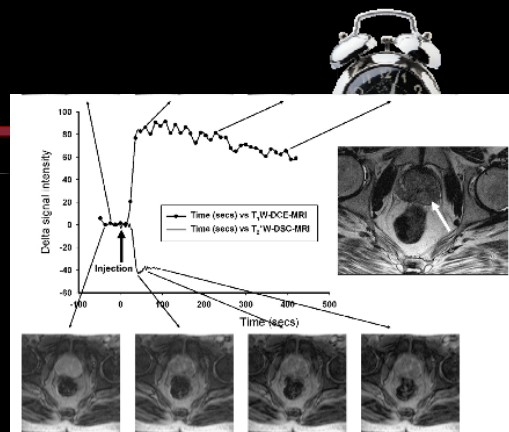 100
80
60
40
20
0
-20
-40
-60
Delta signal intensity
Time (secs) vs T₁W-DCE-MRI
Time (secs) vs T₂*W-DSC-MRI
Injection
-100 0 100 200 300 400 500
Time (secs)